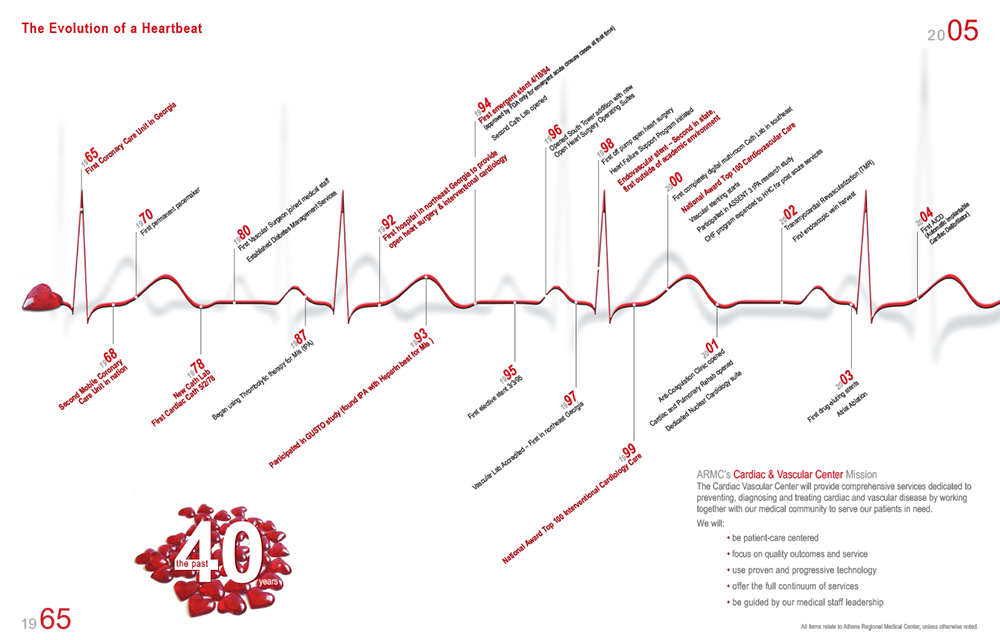 The Evolution of a Heartbeat
2005
1965
First Coronary Care Unit in Georgia
1968
Second Mobile Coronary
Care Unit in nation
1970
First permanent pacemaker
1978
New Cath Lab
First Cardiac Cath 5/2/78
1980
First Vascular Surgeon joined medical staff
Established Diabetes Management Services
1987
Began using Thrombolytic therapy for MIs (tPA)
1992
First hospital in northeast Georgia to provide
open heart surgery & interventional cardiology
1993
Participated in GUSTO study (found tPA with Heparin best for MIs )
1994
First emergent stent 4/18/94
(approved by FDA only for emergent acute closure cases at that time)
Second Cath Lab opened
1995
First elective stent 3/3/95
1996
Opened South Tower addition with new
Open Heart Surgery Operating Suites
1997
Vascular Lab Accredited – First in northeast Georgia
1998
First off pump open heart surgery
Heart Failure Support Program initiated
Endovascular stent – Second in state,
first outside of academic environment
1999
National Award Top 100 Interventional Cardiology Care
2000
First completely digital multi-room Cath Lab in southeast
National Award Top 100 Cardiovascular Care
Vascular stenting starts
Participated in ASSENT 3 tPA research study
CHF program expanded to HHC for post acute services
2001
Anti-Coagulation Clinic opened
Cardiac and Pulmonary Rehab opened
Dedicated Nuclear Cardiology suite
2002
Transmyocardial Revascularization (TMR)
First endoscopic vein harvest
2003
First drug-eluting stents
Atrial Ablation
2004
First AICD
(Automatic Implantable
Cardiac Defibrillator)
the past
40
years
ARMC's Cardiac & Vascular Center Mission
The Cardiac Vascular Center will provide comprehensive services dedicated to
preventing, diagnosing and treating cardiac and vascular disease by working
together with our medical community to serve our patients in need.
We will:
• be patient-care centered
• focus on quality outcomes and service
• use proven and progressive technology
• offer the full continuum of services
• be guided by our medical staff leadership
1965
All items relate to Athens Regional Medical Center, unless otherwise noted.